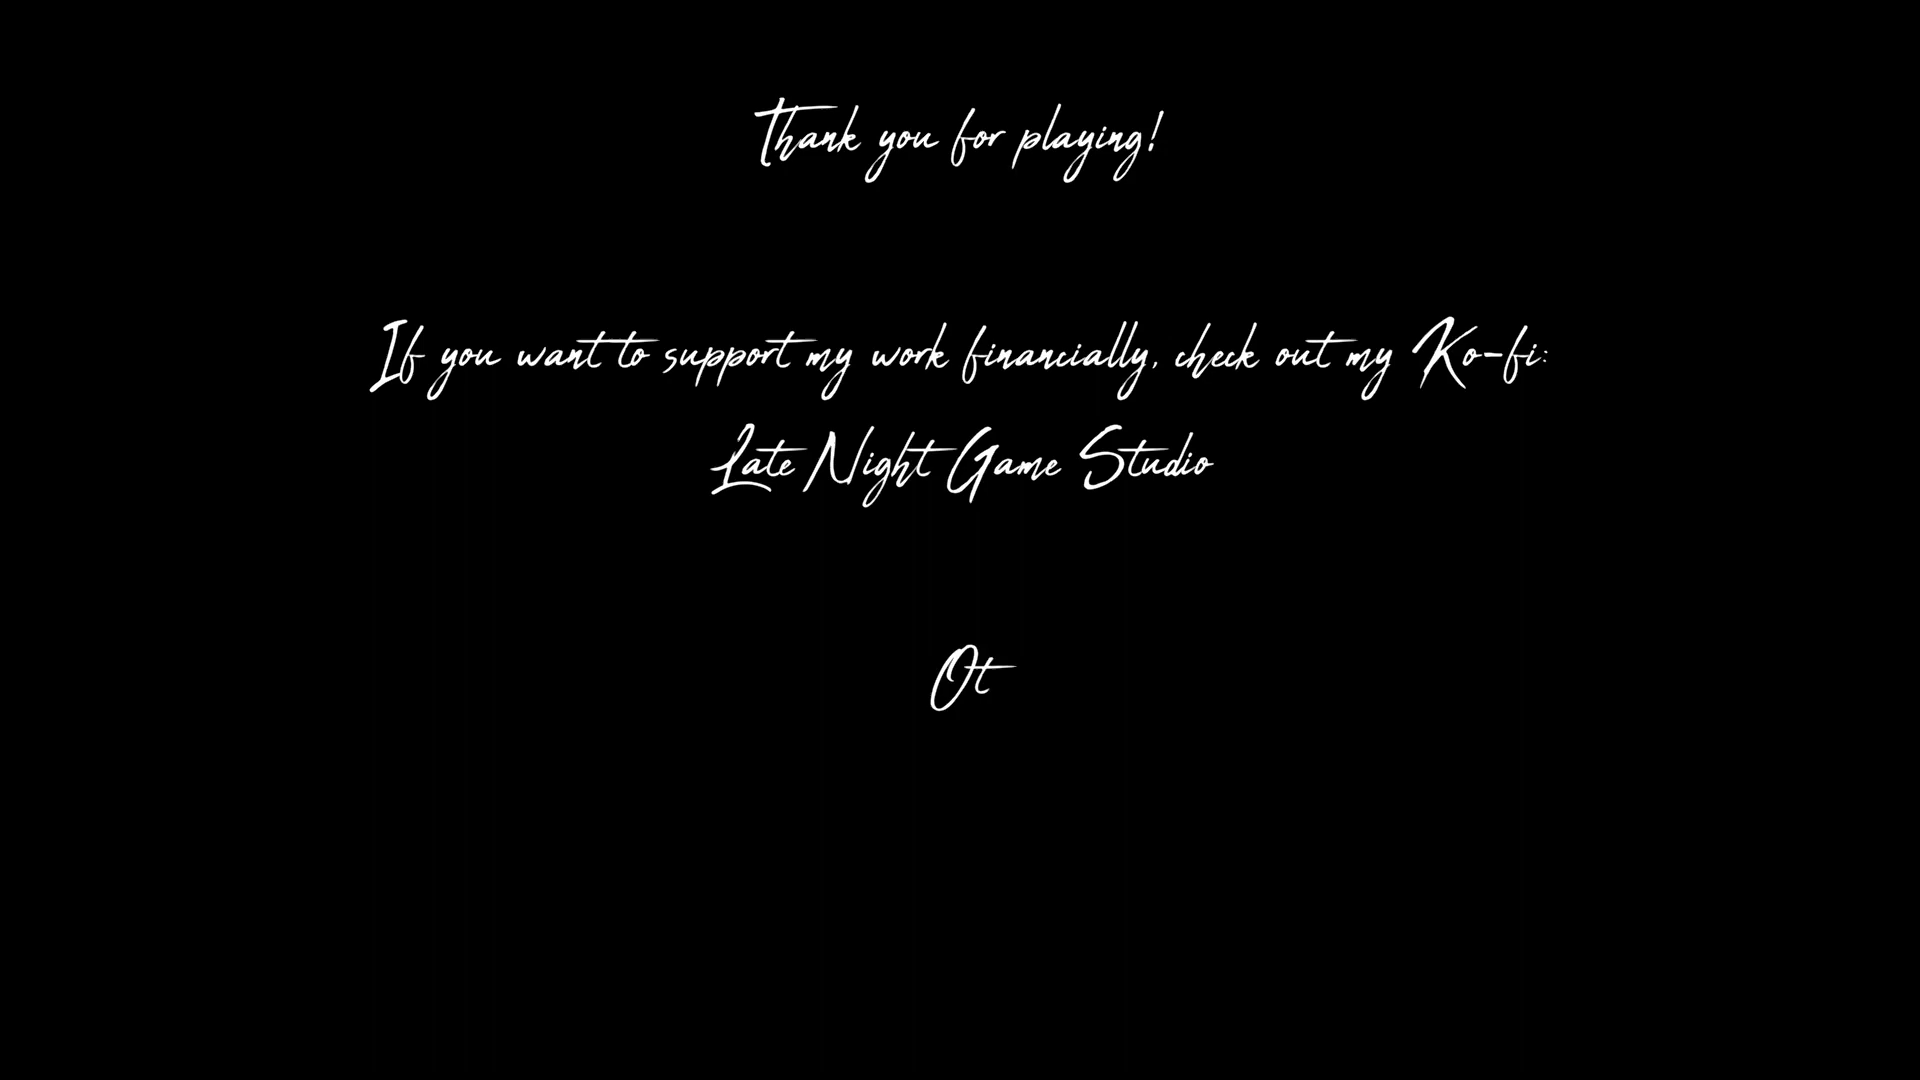 Thank you for playing!
If you want to support my work financially, check out my Ko-fi:
Late Night Game Studio
Ot